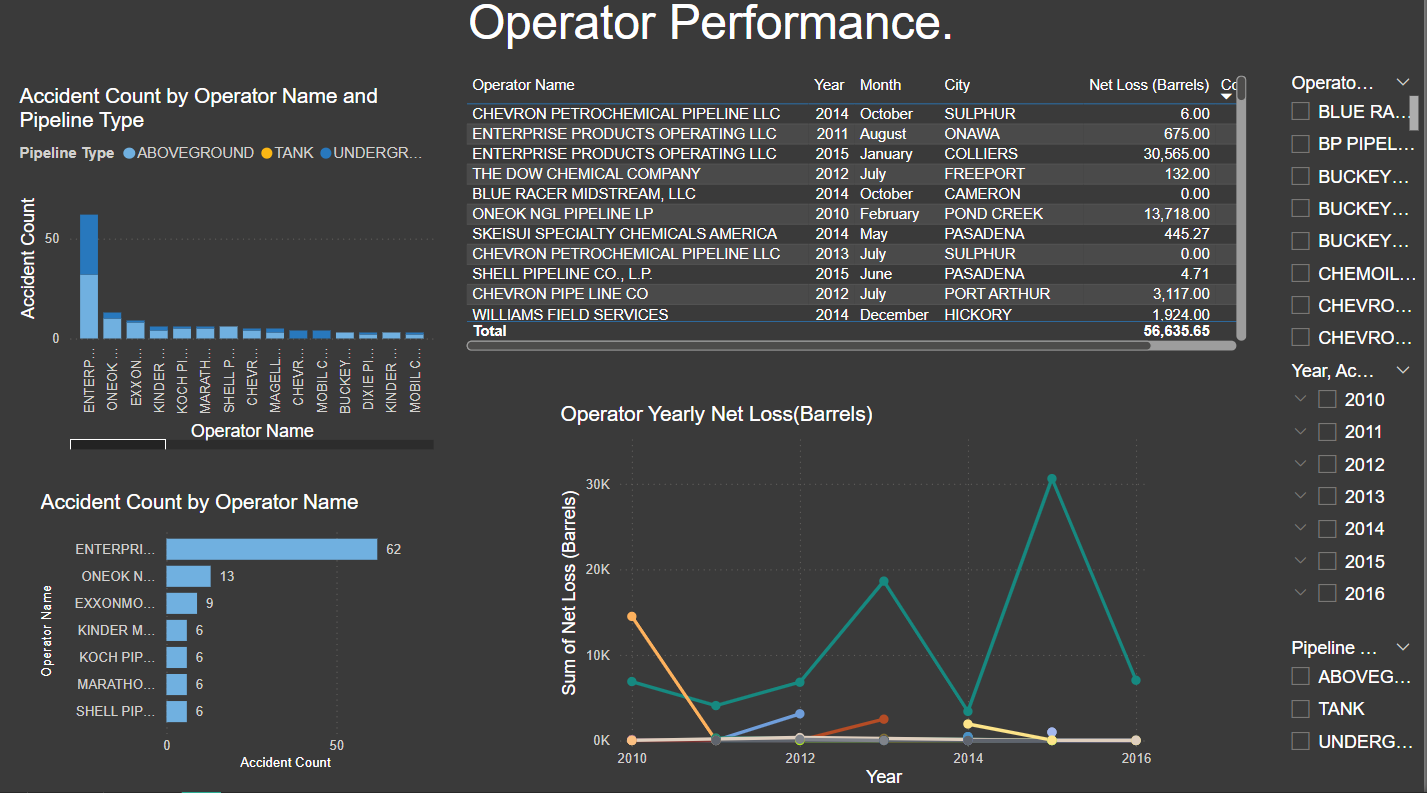 Operator Performance.
Accident Count by Operator Name and
Pipeline Type
Pipeline Type ABOVEGROUND TANK UNDERGR...
Accident Count
50
0
ENTERP...
ONEOK ...
EXXON...
KINDER ...
KOCH PI...
MARATH...
SHELL P...
CHEVR...
MAGELL...
CHEVR...
MOBIL C...
BUCKEY...
DIXIE PI...
KINDER ...
MOBIL C...
Operator Name
Accident Count by Operator Name
Operator Name
ENTERPRI... 62
ONEOK N... 13
EXXONMO... 9
KINDER M... 6
KOCH PIP... 6
MARATHO... 6
SHELL PIP... 6
0 50
Accident Count
Operator Name Year Month City Net Loss (Barrels) Co
CHEVRON PETROCHEMICAL PIPELINE LLC 2014 October SULPHUR 6.00
ENTERPRISE PRODUCTS OPERATING LLC 2011 August ONAWA 675.00
ENTERPRISE PRODUCTS OPERATING LLC 2015 January COLLIERS 30,565.00
THE DOW CHEMICAL COMPANY 2012 July FREEPORT 132.00
BLUE RACER MIDSTREAM, LLC 2014 October CAMERON 0.00
ONEOK NGL PIPELINE LP 2010 February POND CREEK 13,718.00
SKEISUI SPECIALTY CHEMICALS AMERICA 2014 May PASADENA 445.27
CHEVRON PETROCHEMICAL PIPELINE LLC 2013 July SULPHUR 0.00
SHELL PIPELINE CO., L.P. 2015 June PASADENA 4.71
CHEVRON PIPE LINE CO 2012 July PORT ARTHUR 3,117.00
WILLIAMS FIELD SERVICES 2014 December HICKORY 1,924.00
Total 56,635.65
Operator Yearly Net Loss(Barrels)
Sum of Net Loss (Barrels)
30K
20K
10K
0K
2010 2012 2014 2016
Year
Operato...
BLUE RA...
BP PIPEL...
BUCKEY...
BUCKEY...
BUCKEY...
CHEMOIL...
CHEVRO...
CHEVRO...
Year, Ac...
2010
2011
2012
2013
2014
2015
2016
Pipeline ...
ABOVEG...
TANK
UNDERG...